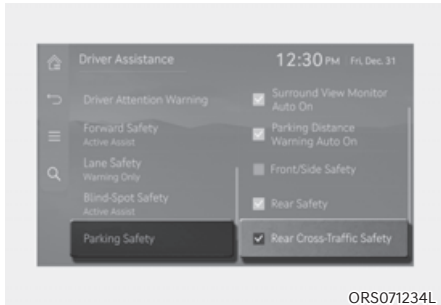 Driver Assistance
12:30 PM Fri, Dec. 31
Driver Attention Warning
Forward Safety
Active Assist
Lane Safety
Warning Only
Blind-Spot Safety
Active Assist
Parking Safety
Surround View Monitor
Auto On
Parking Distance
Warning Auto On
Front/Side Safety
Rear Safety
Rear Cross-Traffic Safety
ORS071234L